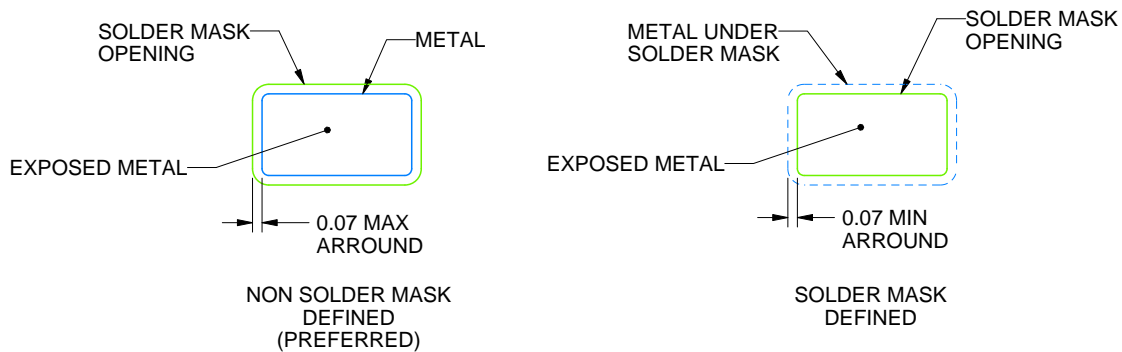 SOLDER MASK
OPENING
METAL
EXPOSED METAL
0.07 MAX
ARROUND
NON SOLDER MASK
DEFINED
(PREFERRED)
METAL UNDER
SOLDER MASK
SOLDER MASK
OPENING
EXPOSED METAL
0.07 MIN
ARROUND
SOLDER MASK
DEFINED